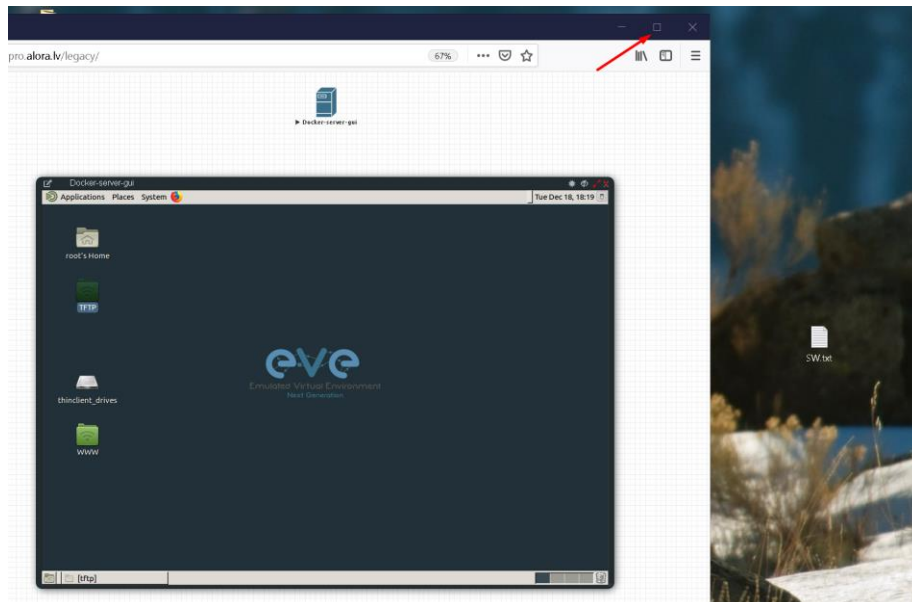 pro.alora.lv/legacy/
67%
Docker-server-gui
Docker-server-gui
Applications Places System
Tue Dec 18, 18:19
root's Home
TFTP
SW.txt
eve
Emulated Virtual Environment
Next Generation
thinclient_drives
WWW
[tftp]